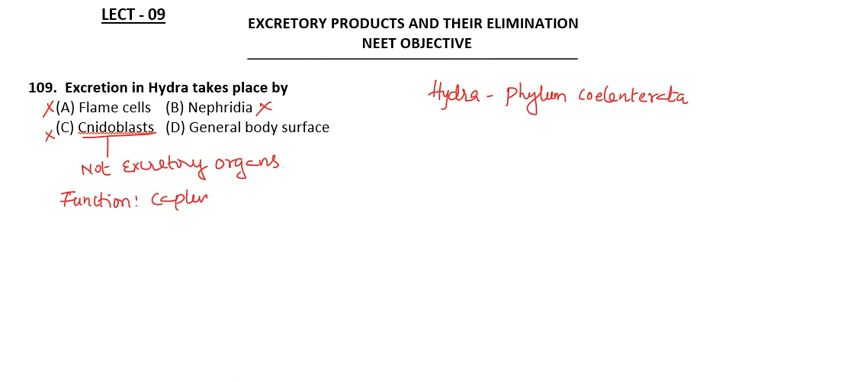 LECT - 09
EXCRETORY PRODUCTS AND THEIR ELIMINATION
NEET OBJECTIVE
109. Excretion in Hydra takes place by
Hydra - Phylum coelenterata
X (A) Flame cells (B) Nephridia X
X (C) Cnidoblasts (D) General body surface
Not Excretory organs
Function: